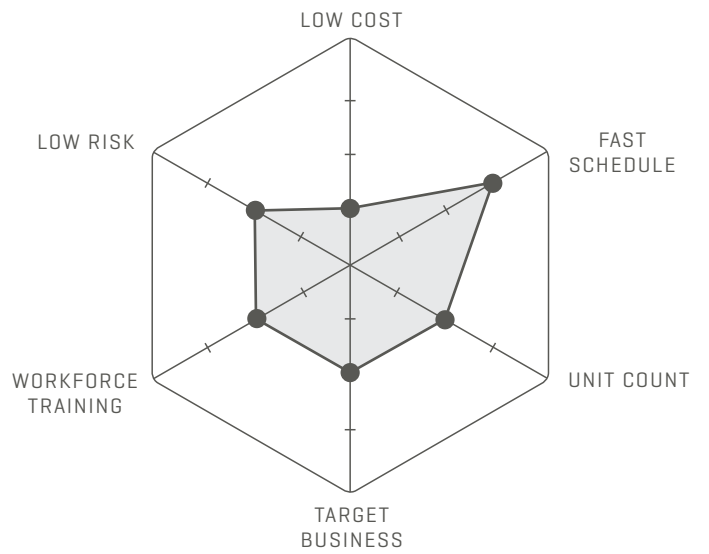 LOW COST
LOW RISK
FAST
SCHEDULE
WORKFORCE
TRAINING
UNIT COUNT
TARGET
BUSINESS